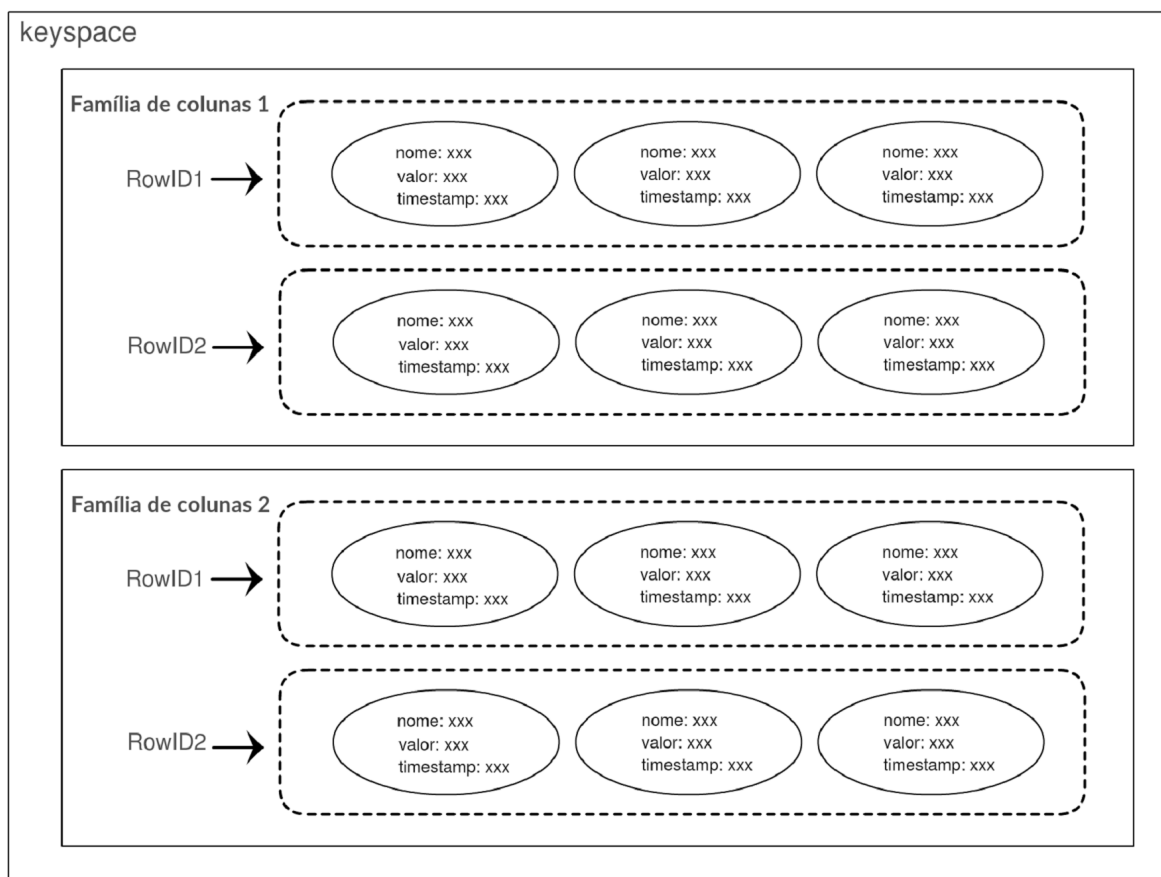 keyspace
Família de colunas 1
RowID1
nome: xxx
valor: xxx
timestamp: xxx
nome: xxx
valor: xxx
timestamp: xxx
nome: xxx
valor: xxx
timestamp: xxx
RowID2
nome: xxx
valor: xxx
timestamp: xxx
nome: xxx
valor: xxx
timestamp: xxx
nome: xxx
valor: xxx
timestamp: xxx
Família de colunas 2
RowID1
nome: xxx
valor: xxx
timestamp: xxx
nome: xxx
valor: xxx
timestamp: xxx
nome: xxx
valor: xxx
timestamp: xxx
RowID2
nome: xxx
valor: xxx
timestamp: xxx
nome: xxx
valor: xxx
timestamp: xxx
nome: xxx
valor: xxx
timestamp: xxx